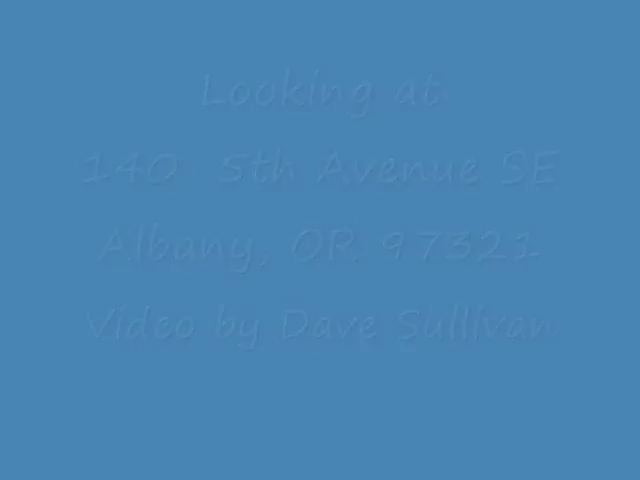 Looking at
140 5th Avenue SE
Albany, OR 97321
Video by Dave Sullivan